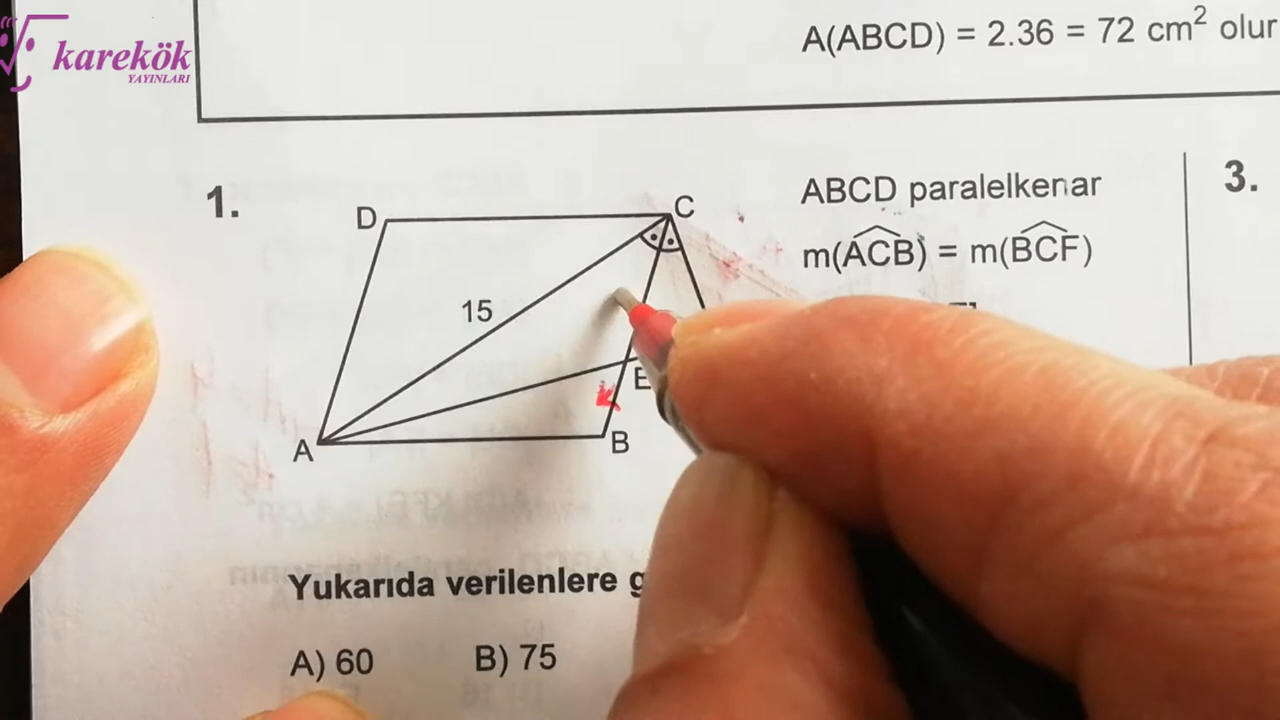 karekök
YAYINLARI
A(ABCD) = 2.36 = 72 cm² olur
1.
D
C
15
E
A
B
ABCD paralelkenar
m(ACB) = m(BCF)
3.
Yukarıda verilenlere
A) 60 B) 75